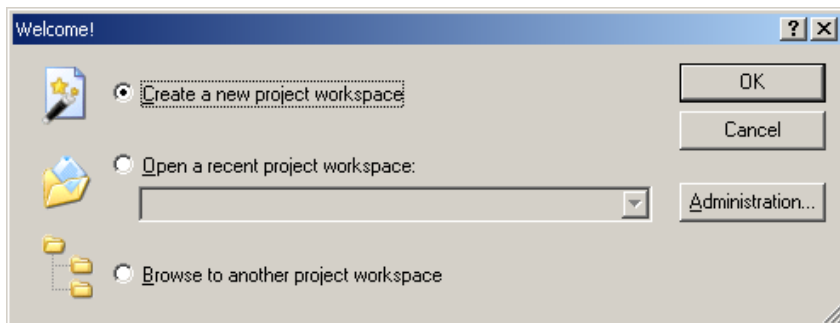 Welcome!
Create a new project workspace
OK
Cancel
Open a recent project workspace:
Administration...
Browse to another project workspace